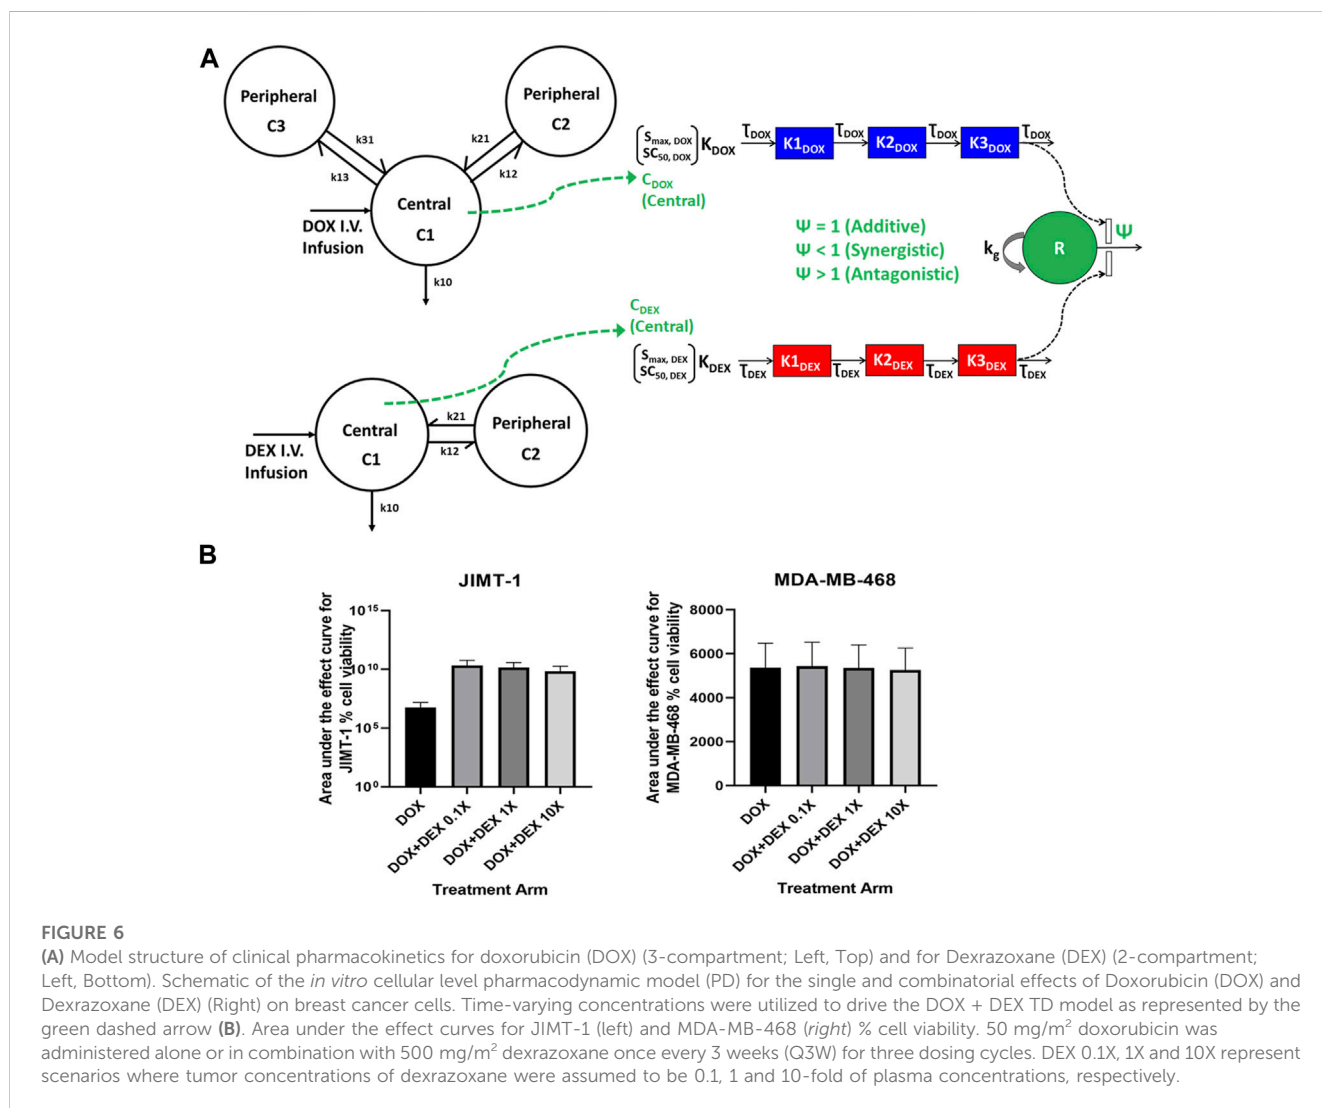 A
Peripheral
C3
Peripheral
C2
k31
k13
k21
k12
Central
C1
DOX I.V.
Infusion
k10
(Smax, DOX
SC50, DOX) KDOX
τDOX
K1DOX
τDOX
K2DOX
τDOX
K3DOX
τDOX
CDOX
(Central)
Ψ = 1 (Additive)
Ψ < 1 (Synergistic)
Ψ > 1 (Antagonistic)
kg
R
Ψ
CDEX
(Central)
(Smax, DEX
SC50, DEX) KDEX
τDEX
K1DEX
τDEX
K2DEX
τDEX
K3DEX
τDEX
Central
C1
k21
k12
Peripheral
C2
DEX I.V.
Infusion
k10
B
JIMT-1
Area under the effect curve for
JIMT-1 % cell viability
10^15
10^10
10^5
10^0
DOX
DOX+DEX 0.1X
DOX+DEX 1X
DOX+DEX 10X
Treatment Arm
MDA-MB-468
Area under the effect curve for
MDA-MB-468 % cell viability
8000
6000
4000
2000
0
DOX
DOX+DEX 0.1X
DOX+DEX 1X
DOX+DEX 10X
Treatment Arm
FIGURE 6
(A) Model structure of clinical pharmacokinetics for doxorubicin (DOX) (3-compartment; Left, Top) and for Dexrazoxane (DEX) (2-compartment;
Left, Bottom). Schematic of the in vitro cellular level pharmacodynamic model (PD) for the single and combinatorial effects of Doxorubicin (DOX) and
Dexrazoxane (DEX) (Right) on breast cancer cells. Time-varying concentrations were utilized to drive the DOX + DEX TD model as represented by the
green dashed arrow (B). Area under the effect curves for JIMT-1 (left) and MDA-MB-468 (right) % cell viability. 50 mg/m² doxorubicin was
administered alone or in combination with 500 mg/m² dexrazoxane once every 3 weeks (Q3W) for three dosing cycles. DEX 0.1X, 1X and 10X represent
scenarios where tumor concentrations of dexrazoxane were assumed to be 0.1, 1 and 10-fold of plasma concentrations, respectively.